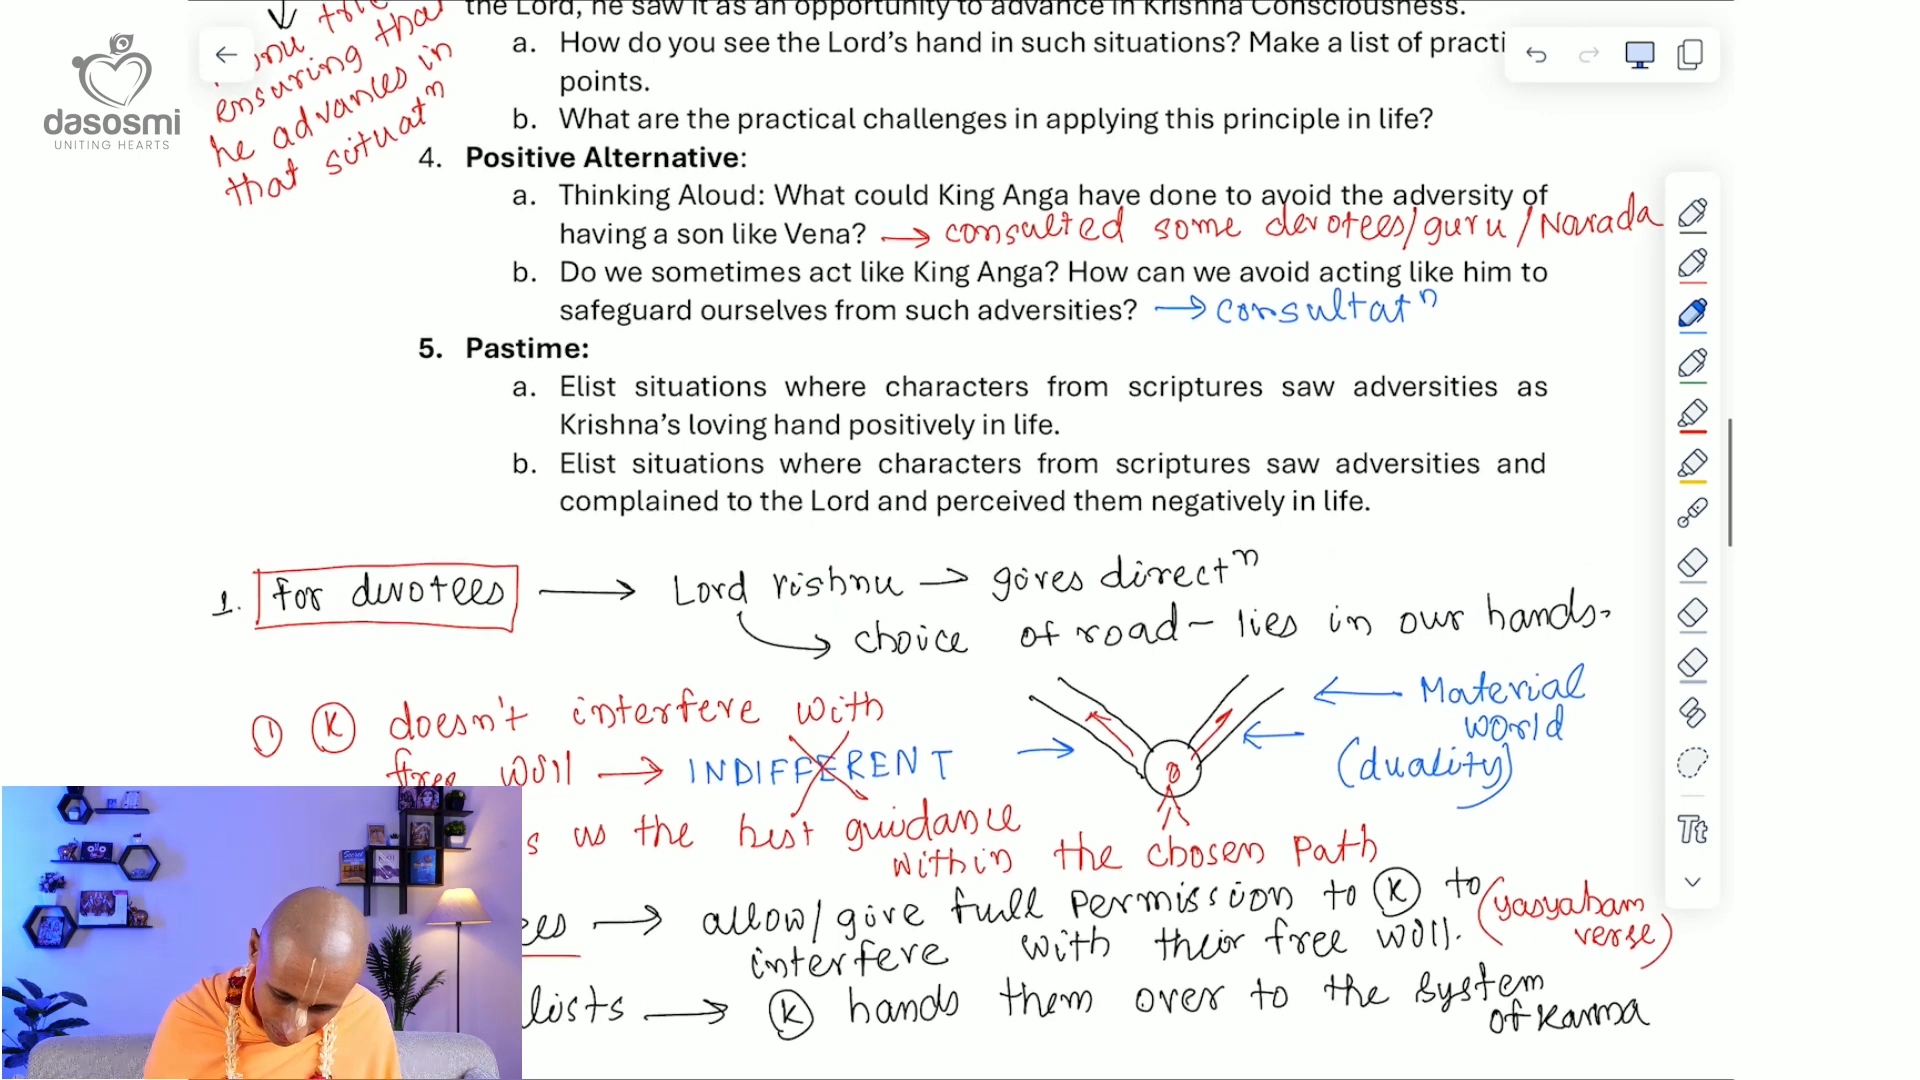 the Lord, he saw it as an opportunity to advance in Krishna Consciousness.
a. How do you see the Lord's hand in such situations? Make a list of practi
points.
b. What are the practical challenges in applying this principle in life?
ensuring that
he advances in
that situatⁿ
dasosmi
UNITING HEARTS
4. Positive Alternative:
a. Thinking Aloud: What could King Anga have done to avoid the adversity of
having a son like Vena? → consulted some devotees/guru/Narada
b. Do we sometimes act like King Anga? How can we avoid acting like him to
safeguard ourselves from such adversities? → consultatⁿ
5. Pastime:
a. Elist situations where characters from scriptures saw adversities as
Krishna's loving hand positively in life.
b. Elist situations where characters from scriptures saw adversities and
complained to the Lord and perceived them negatively in life.
1. for devotees → Lord vishnu → gives directⁿ
→ choice of road – lies in our hands.
① Ⓚ doesn't interfere with
free will → INDIFFERENT
← Material
world
(duality)
s us the best guidance
within the chosen path
ees → allow/give full permission to Ⓚ to
interfere with their free will.
(yasyaham
verse)
lists → Ⓚ hands them over to the system
of karma
Tt